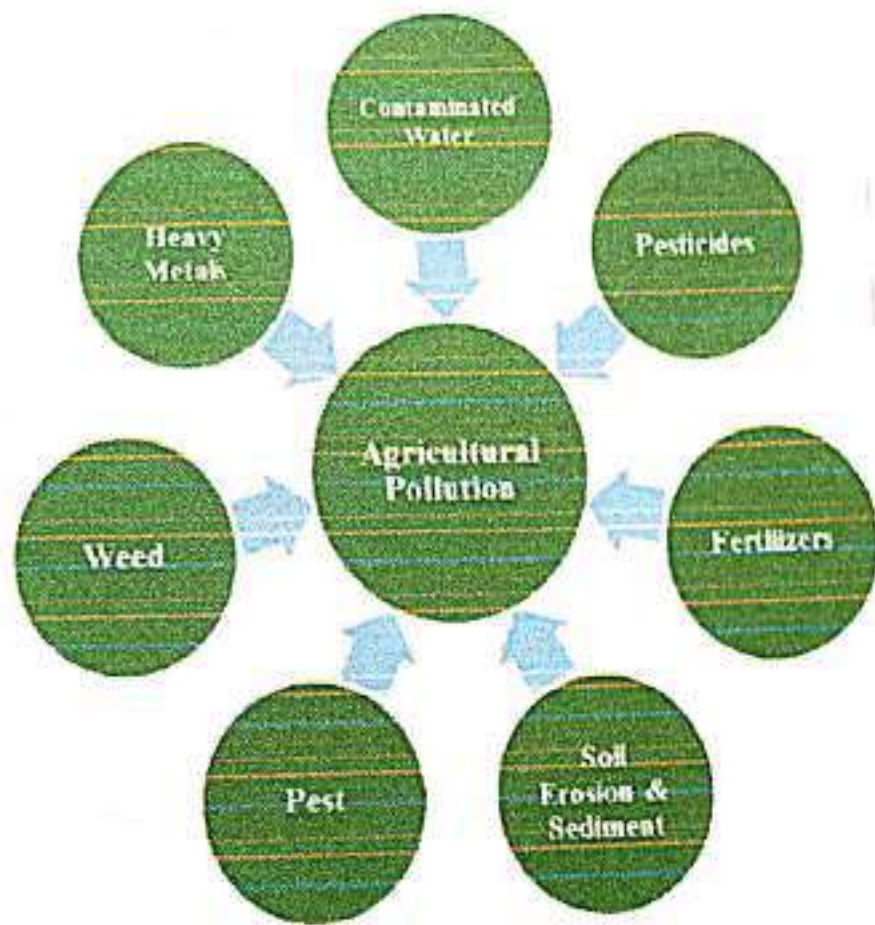 Contaminated
Water
Heavy
Metals
Pesticides
Agricultural
Pollution
Weed
Fertilizers
Pest
Soil
Erosion &
Sediment